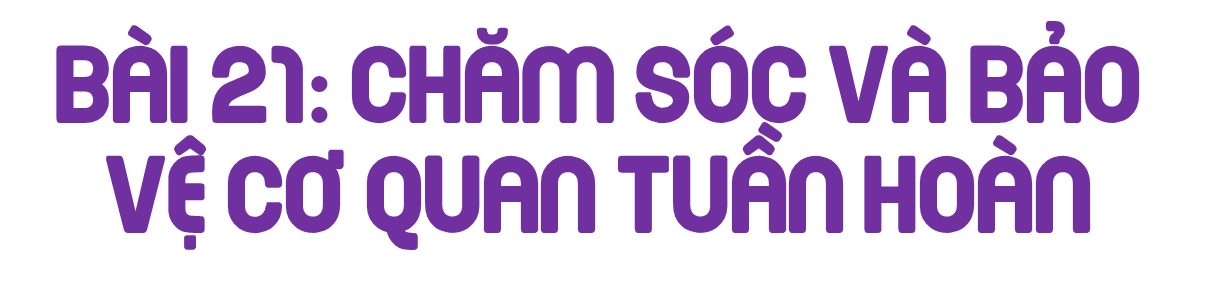 BÀI 21: CHĂM SÓC VÀ BẢO
VỆ CƠ QUAN TUẦN HOÀN